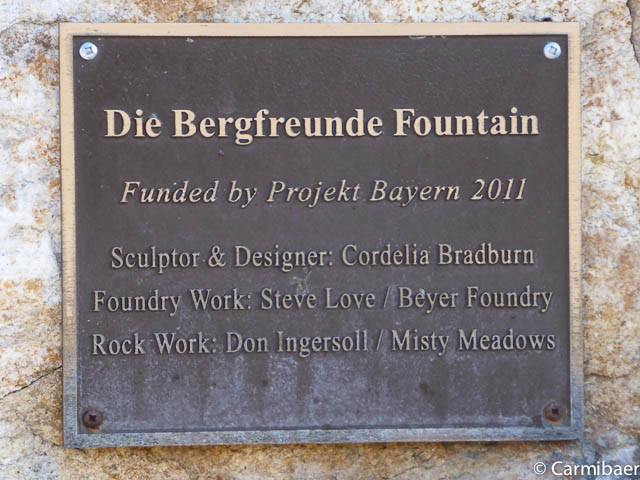 Die Bergfreunde Fountain
Funded by Projekt Bayern 2011
Sculptor & Designer: Cordelia Bradburn
Foundry Work: Steve Love / Beyer Foundry
Rock Work: Don Ingersoll / Misty Meadows
© Carmibaer